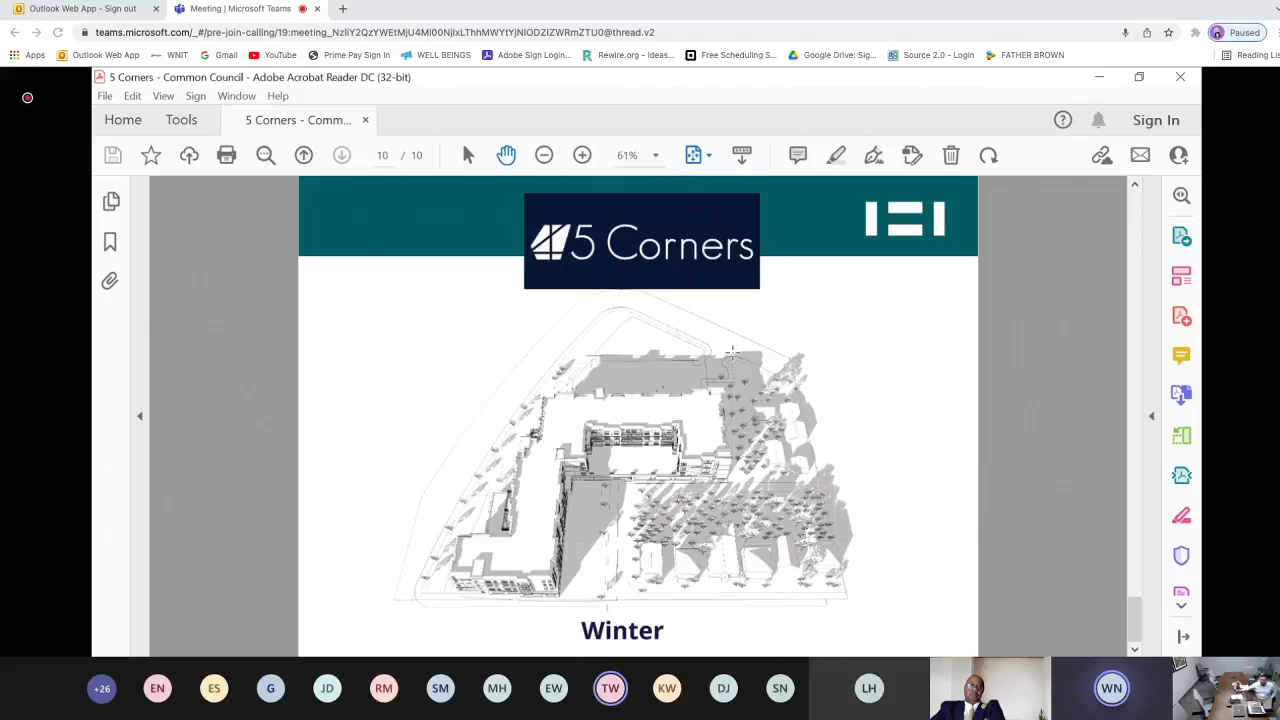 Outlook Web App - Sign out
Meeting | Microsoft Teams
teams.microsoft.com/_#/pre-join-calling/19:meeting_NzliY2QzYWEtMjU4Mi00NjIxLThhMWYtYjNlODZlZWRmZTU0@thread.v2
Paused
Apps
Outlook Web App
WNIT
Gmail
YouTube
Prime Pay Sign In
WELL BEINGS
Adobe Sign Login...
Rewire.org - Ideas...
Free Scheduling S...
Google Drive: Sig...
Source 2.0 - Login
FATHER BROWN
Reading Lis
5 Corners - Common Council - Adobe Acrobat Reader DC (32-bit)
File Edit View Sign Window Help
Home Tools 5 Corners - Comm... Sign In
10 / 10 61%
5 Corners
Winter
+26 EN ES G JD RM SM MH EW TW KW DJ SN LH WN